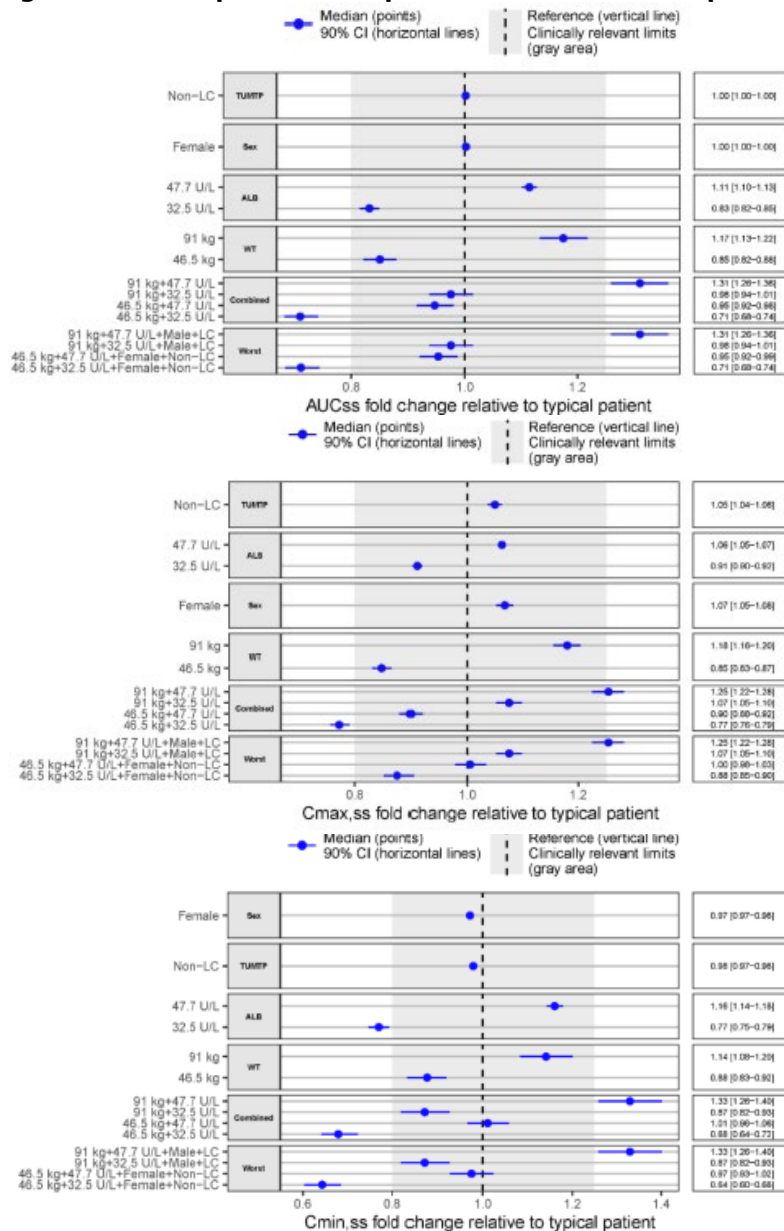 Median (points) Reference (vertical line)
90% CI (horizontal lines) Clinically relevant limits
(gray area)
Non−LC TUMTP 1.00 [1.00−1.00]
Female Sex 1.00 [1.00−1.00]
47.7 U/L 1.11 [1.10−1.13]
ALB
32.5 U/L 0.83 [0.82−0.85]
91 kg 1.17 [1.13−1.22]
WT
46.5 kg 0.85 [0.82−0.88]
91 kg+47.7 U/L 1.31 [1.26−1.36]
91 kg+32.5 U/L 0.98 [0.94−1.01]
Combined
46.5 kg+47.7 U/L 0.95 [0.92−0.98]
46.5 kg+32.5 U/L 0.71 [0.68−0.74]
91 kg+47.7 U/L+Male+LC 1.31 [1.26−1.36]
91 kg+32.5 U/L+Male+LC 0.98 [0.94−1.01]
Worst
46.5 kg+47.7 U/L+Female+Non−LC 0.95 [0.92−0.99]
46.5 kg+32.5 U/L+Female+Non−LC 0.71 [0.68−0.74]
0.8 1.0 1.2
AUCss fold change relative to typical patient
Median (points) Reference (vertical line)
90% CI (horizontal lines) Clinically relevant limits
(gray area)
Non−LC TUMTP 1.05 [1.04−1.06]
47.7 U/L 1.06 [1.05−1.07]
ALB
32.5 U/L 0.91 [0.90−0.92]
Female Sex 1.07 [1.05−1.08]
91 kg 1.18 [1.16−1.20]
WT
46.5 kg 0.85 [0.83−0.87]
91 kg+47.7 U/L 1.25 [1.22−1.28]
91 kg+32.5 U/L 1.07 [1.05−1.10]
Combined
46.5 kg+47.7 U/L 0.90 [0.88−0.92]
46.5 kg+32.5 U/L 0.77 [0.76−0.79]
91 kg+47.7 U/L+Male+LC 1.25 [1.22−1.28]
91 kg+32.5 U/L+Male+LC 1.07 [1.05−1.10]
Worst
46.5 kg+47.7 U/L+Female+Non−LC 1.00 [0.98−1.03]
46.5 kg+32.5 U/L+Female+Non−LC 0.88 [0.85−0.90]
0.8 1.0 1.2
Cmax,ss fold change relative to typical patient
Median (points) Reference (vertical line)
90% CI (horizontal lines) Clinically relevant limits
(gray area)
Female Sex 0.97 [0.97−0.98]
Non−LC TUMTP 0.98 [0.97−0.98]
47.7 U/L 1.16 [1.14−1.18]
ALB
32.5 U/L 0.77 [0.75−0.79]
91 kg 1.14 [1.08−1.20]
WT
46.5 kg 0.88 [0.83−0.92]
91 kg+47.7 U/L 1.33 [1.26−1.40]
91 kg+32.5 U/L 0.87 [0.82−0.93]
Combined
46.5 kg+47.7 U/L 1.01 [0.96−1.06]
46.5 kg+32.5 U/L 0.68 [0.64−0.72]
91 kg+47.7 U/L+Male+LC 1.33 [1.26−1.40]
91 kg+32.5 U/L+Male+LC 0.87 [0.82−0.93]
Worst
46.5 kg+47.7 U/L+Female+Non−LC 0.97 [0.93−1.02]
46.5 kg+32.5 U/L+Female+Non−LC 0.64 [0.60−0.68]
0.6 0.8 1.0 1.2 1.4
Cmin,ss fold change relative to typical patient